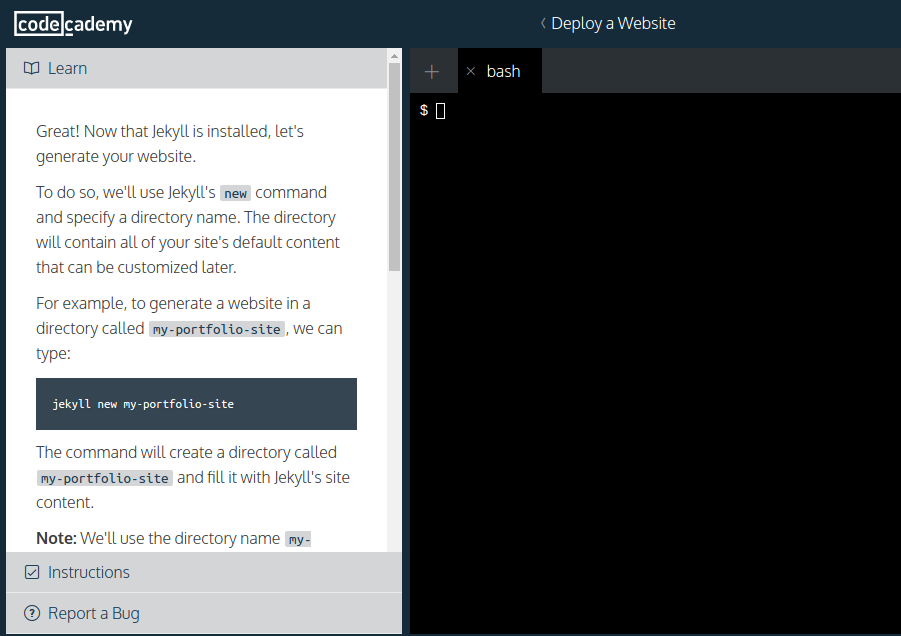 codecademy
Deploy a Website
Learn
bash
$
Great! Now that Jekyll is installed, let's
generate your website.
To do so, we'll use Jekyll's new command
and specify a directory name. The directory
will contain all of your site's default content
that can be customized later.
For example, to generate a website in a
directory called my-portfolio-site, we can
type:
jekyll new my-portfolio-site
The command will create a directory called
my-portfolio-site and fill it with Jekyll's site
content.
Note: We'll use the directory name my-
Instructions
Report a Bug